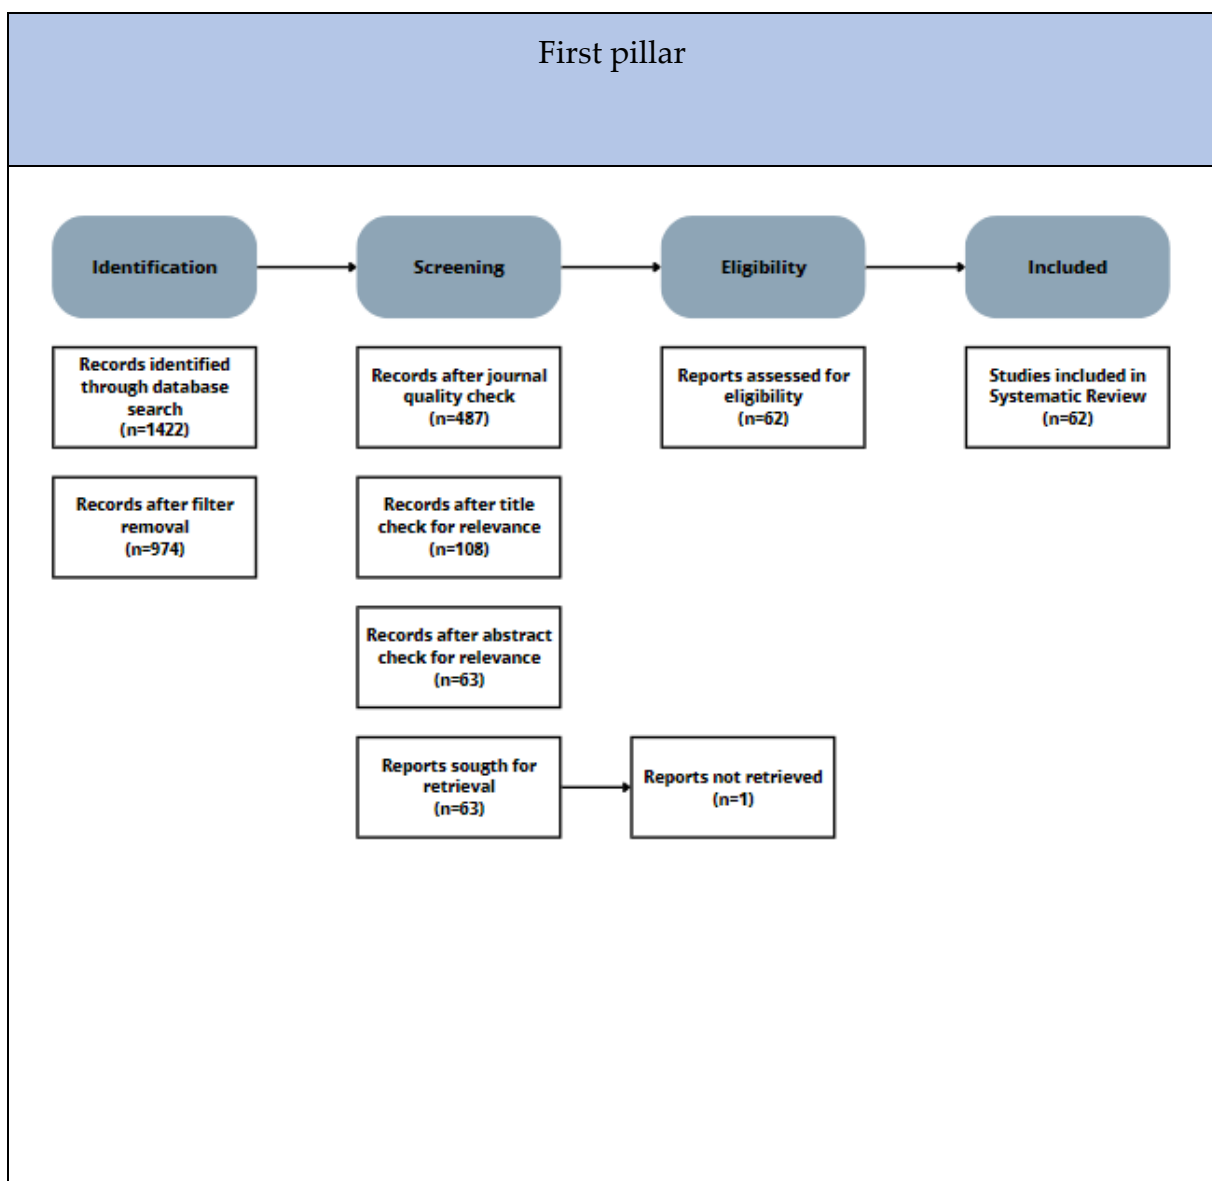 First pillar
Identification
Screening
Eligibility
Included
Records identified
through database
search
(n=1422)
Records after filter
removal
(n=974)
Records after journal
quality check
(n=487)
Records after title
check for relevance
(n=108)
Records after abstract
check for relevance
(n=63)
Reports sougth for
retrieval
(n=63)
Reports not retrieved
(n=1)
Reports assessed for
eligibility
(n=62)
Studies included in
Systematic Review
(n=62)